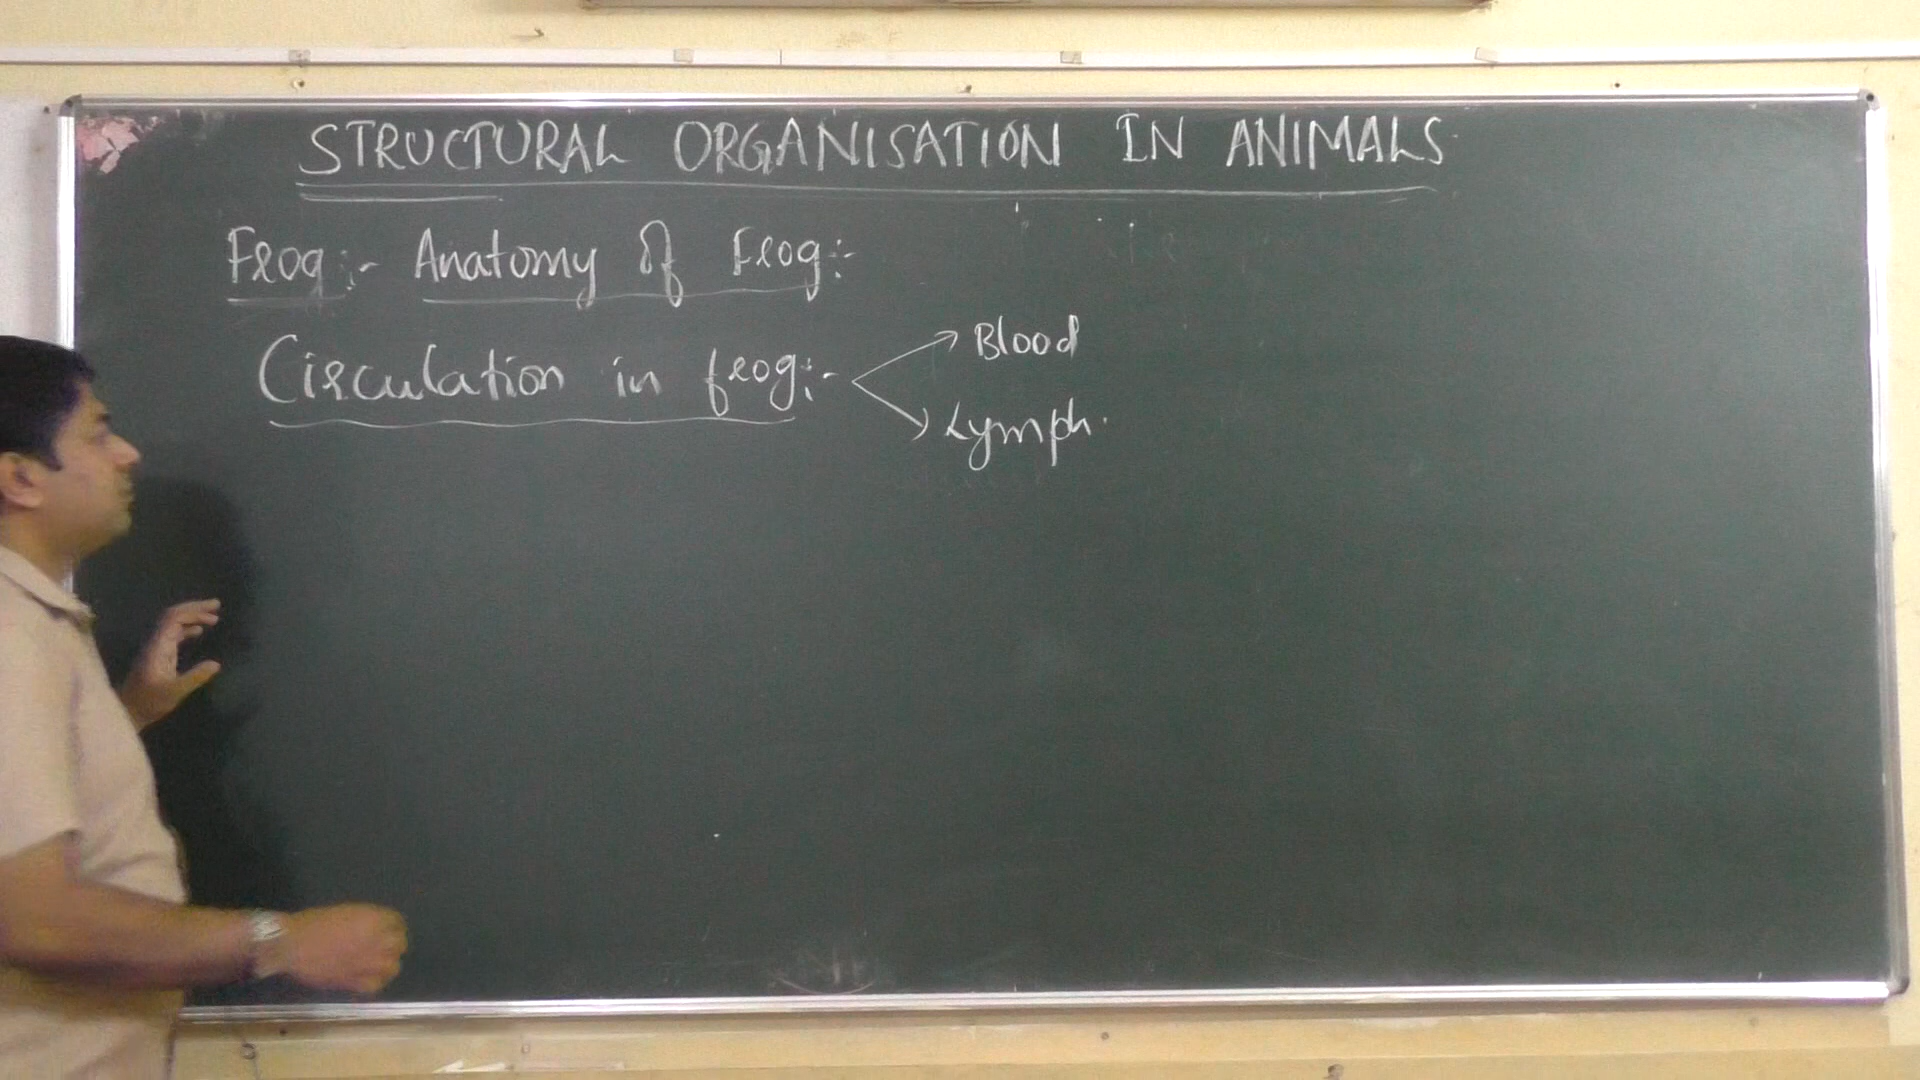 STRUCTURAL ORGANISATION IN ANIMALS
Frog:- Anatomy of Frog:-
Circulation in frog:- → Blood
→ Lymph.